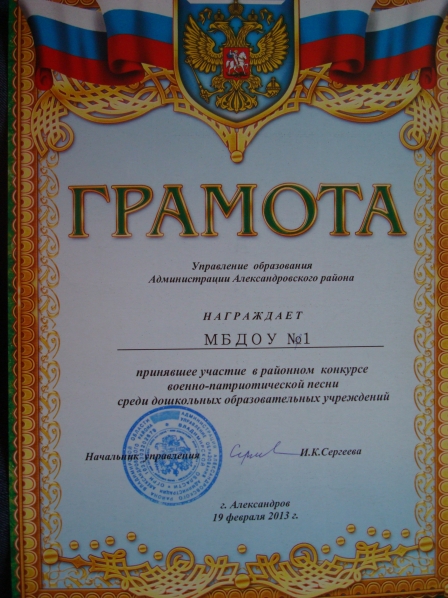 ГРАМОТА
Управление образования
Администрации Александровского района
НАГРАЖДАЕТ
МБДОУ №1
принявшее участие в районном конкурсе
военно-патриотической песни
среди дошкольных образовательных учреждений
Начальник управления И.К.Сергеева
г. Александров
19 февраля 2013 г.